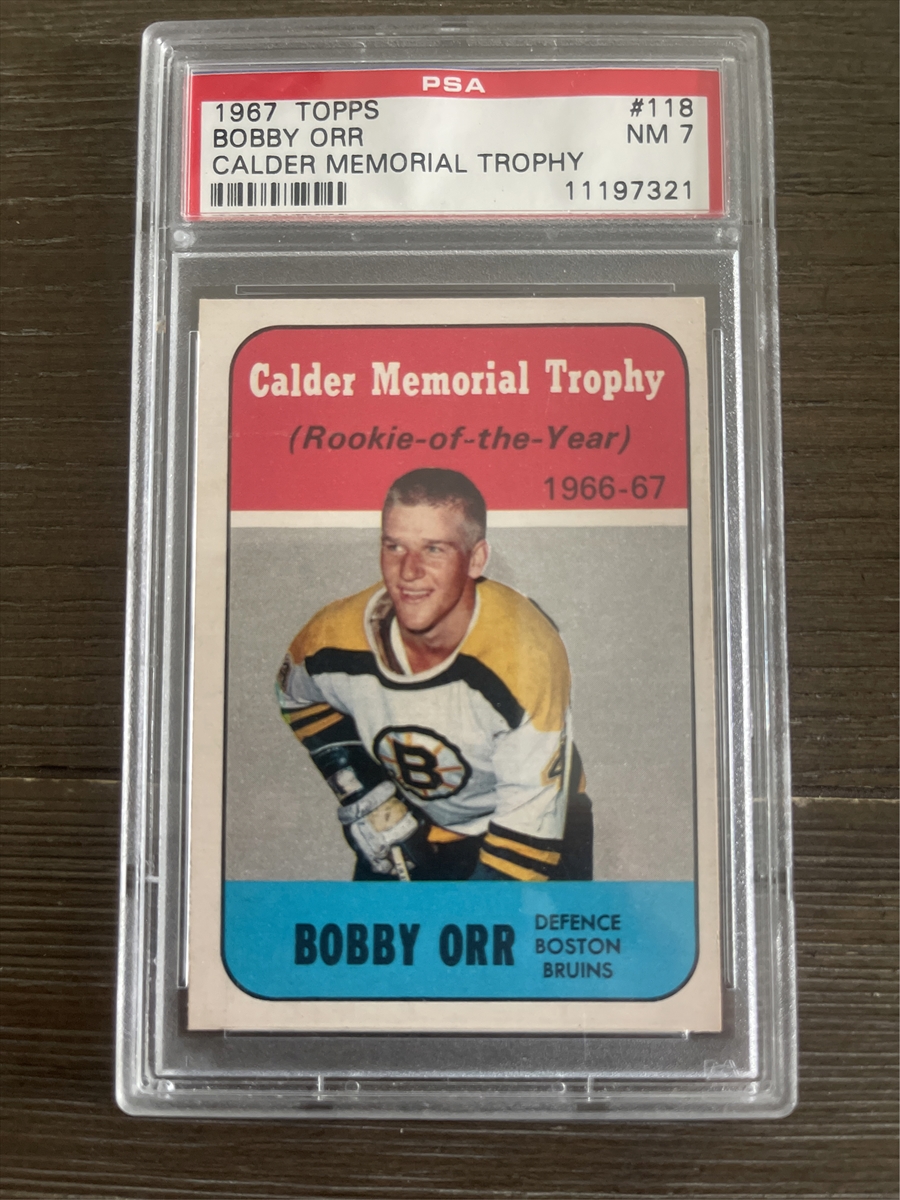 PSA
1967 TOPPS #118
BOBBY ORR NM 7
CALDER MEMORIAL TROPHY
11197321
Calder Memorial Trophy
(Rookie-of-the-Year)
1966-67
B
4
BOBBY ORR
DEFENCE
BOSTON
BRUINS